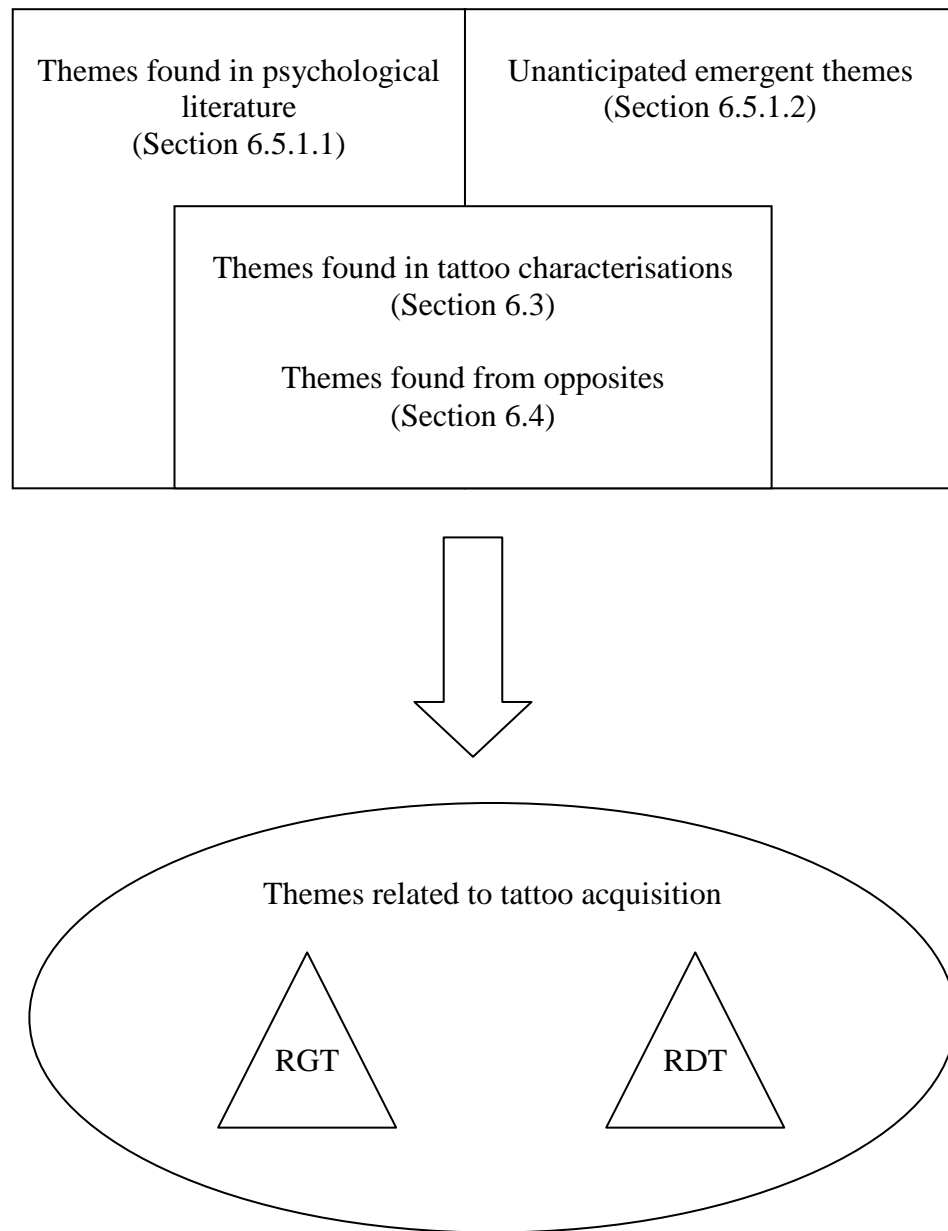 Themes found in psychological
literature
(Section 6.5.1.1)
Unanticipated emergent themes
(Section 6.5.1.2)
Themes found in tattoo characterisations
(Section 6.3)
Themes found from opposites
(Section 6.4)
Themes related to tattoo acquisition
RGT
RDT